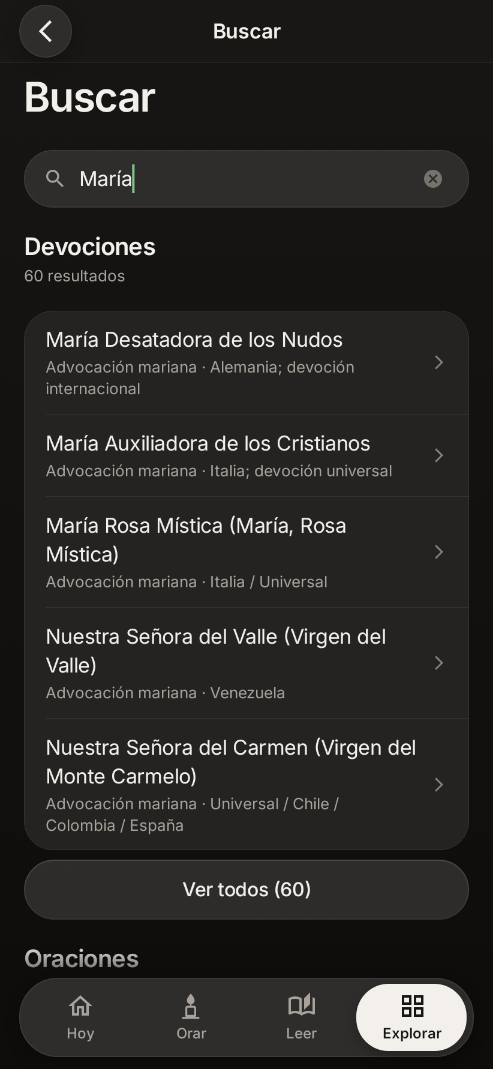 Buscar
Buscar
María
Devociones
60 resultados
María Desatadora de los Nudos
Advocación mariana · Alemania; devoción
internacional
María Auxiliadora de los Cristianos
Advocación mariana · Italia; devoción universal
María Rosa Mística (María, Rosa
Mística)
Advocación mariana · Italia / Universal
Nuestra Señora del Valle (Virgen del
Valle)
Advocación mariana · Venezuela
Nuestra Señora del Carmen (Virgen del
Monte Carmelo)
Advocación mariana · Universal / Chile /
Colombia / España
Ver todos (60)
Oraciones
Hoy
Orar
Leer
Explorar